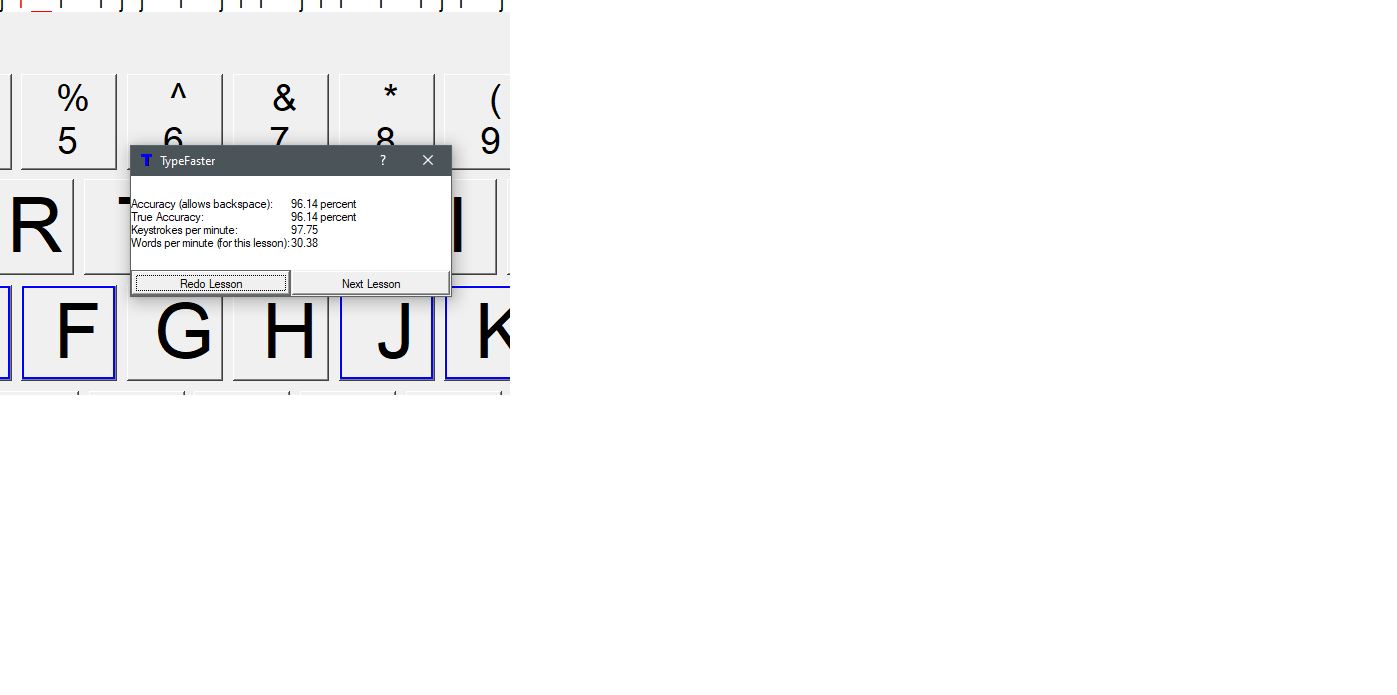 % ^ & * (
5 6 7 8 9
TypeFaster ?
Accuracy (allows backspace): 96.14 percent
True Accuracy: 96.14 percent
Keystrokes per minute: 97.75
Words per minute (for this lesson): 30.38
R I
Redo Lesson Next Lesson
F G H J K